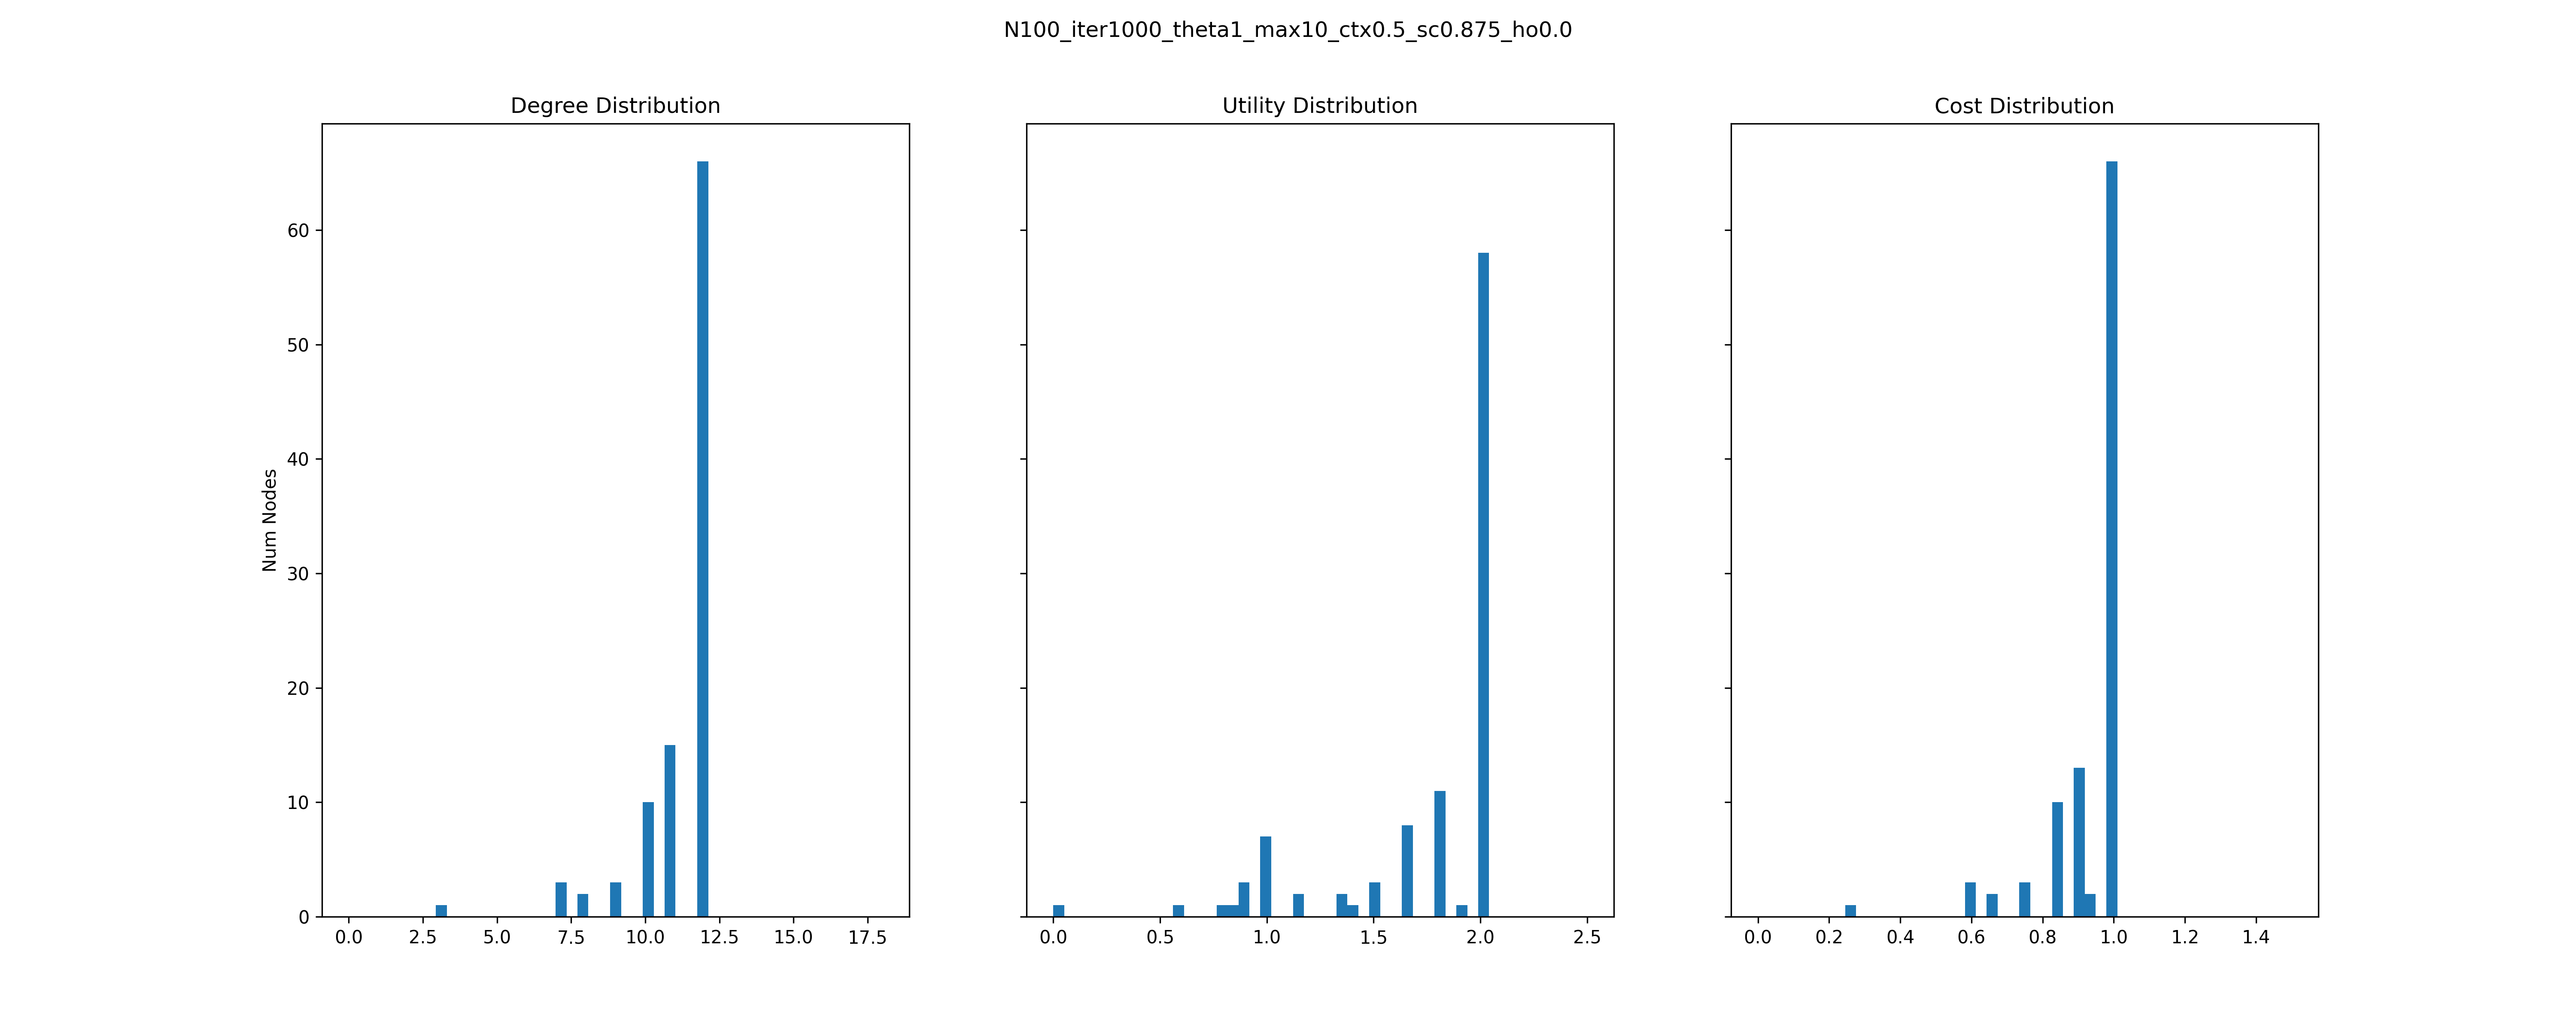 N100_iter1000_theta1_max10_ctx0.5_sc0.875_ho0.0
Degree Distribution
Utility Distribution
Cost Distribution
Num Nodes
60
50
40
30
20
10
0
0.0 2.5 5.0 7.5 10.0 12.5 15.0 17.5
0.0 0.5 1.0 1.5 2.0 2.5
0.0 0.2 0.4 0.6 0.8 1.0 1.2 1.4